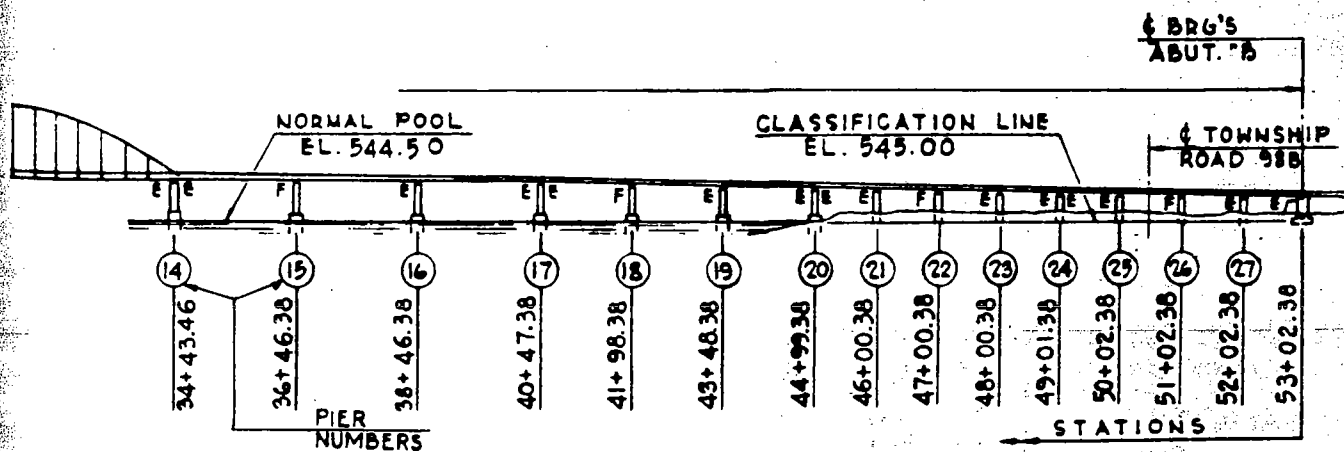 ₵ BRG'S
ABUT. "B
NORMAL POOL
EL. 544.50
CLASSIFICATION LINE
EL. 545.00
₵ TOWNSHIP
ROAD 98B
E E F E E E F E E E E F E E E E F E E
14 15 16 17 18 19 20 21 22 23 24 25 26 27
34+43.46
36+46.38
38+46.38
40+47.38
41+98.38
43+48.38
44+99.38
46+00.38
47+00.38
48+00.38
49+01.38
50+02.38
51+02.38
52+02.38
53+02.38
PIER
NUMBERS
STATIONS